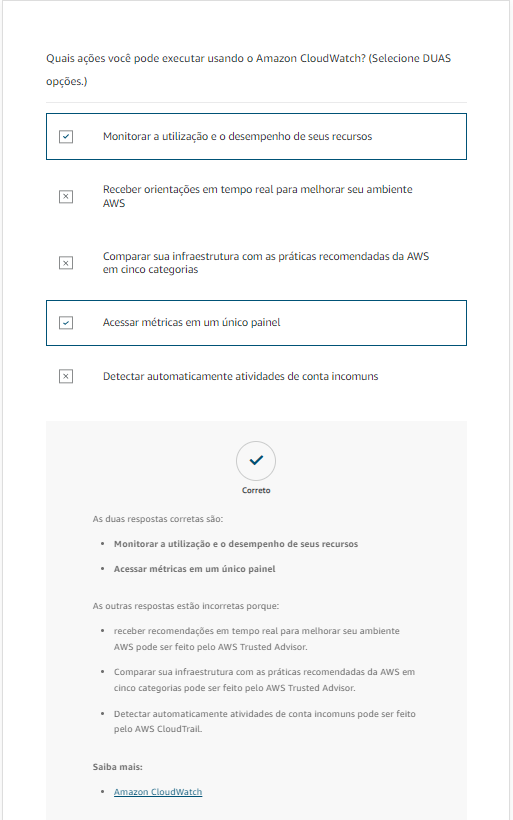 Quais ações você pode executar usando o Amazon CloudWatch? (Selecione DUAS
opções.)
Monitorar a utilização e o desempenho de seus recursos
Receber orientações em tempo real para melhorar seu ambiente
AWS
Comparar sua infraestrutura com as práticas recomendadas da AWS
em cinco categorias
Acessar métricas em um único painel
Detectar automaticamente atividades de conta incomuns
Correto
As duas respostas corretas são:
• Monitorar a utilização e o desempenho de seus recursos
• Acessar métricas em um único painel
As outras respostas estão incorretas porque:
• receber recomendações em tempo real para melhorar seu ambiente
AWS pode ser feito pelo AWS Trusted Advisor.
• Comparar sua infraestrutura com as práticas recomendadas da AWS em
cinco categorias pode ser feito pelo AWS Trusted Advisor.
• Detectar automaticamente atividades de conta incomuns pode ser feito
pelo AWS CloudTrail.
Saiba mais:
• Amazon CloudWatch